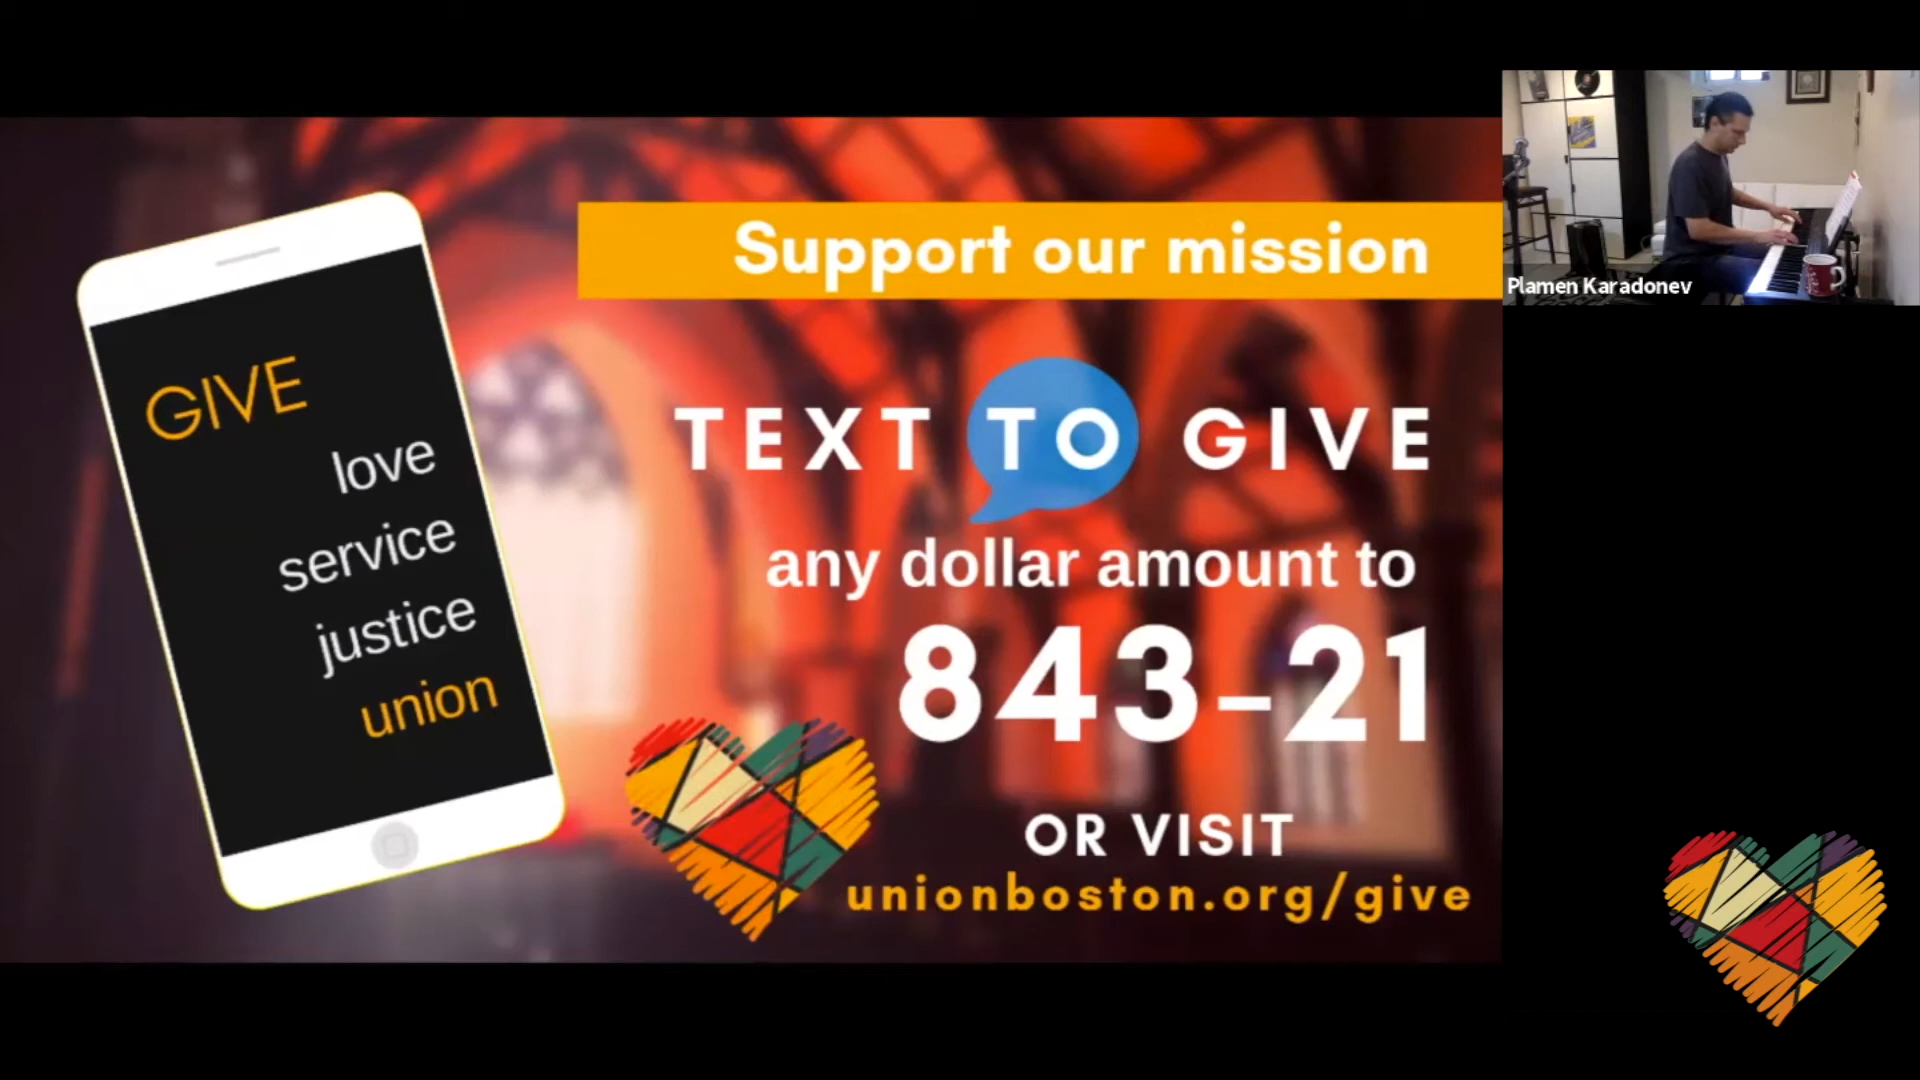 GIVE
love
service
justice
union
Support our mission
TEXT TO GIVE
any dollar amount to
843-21
OR VISIT
unionboston.org/give
Plamen Karadonev